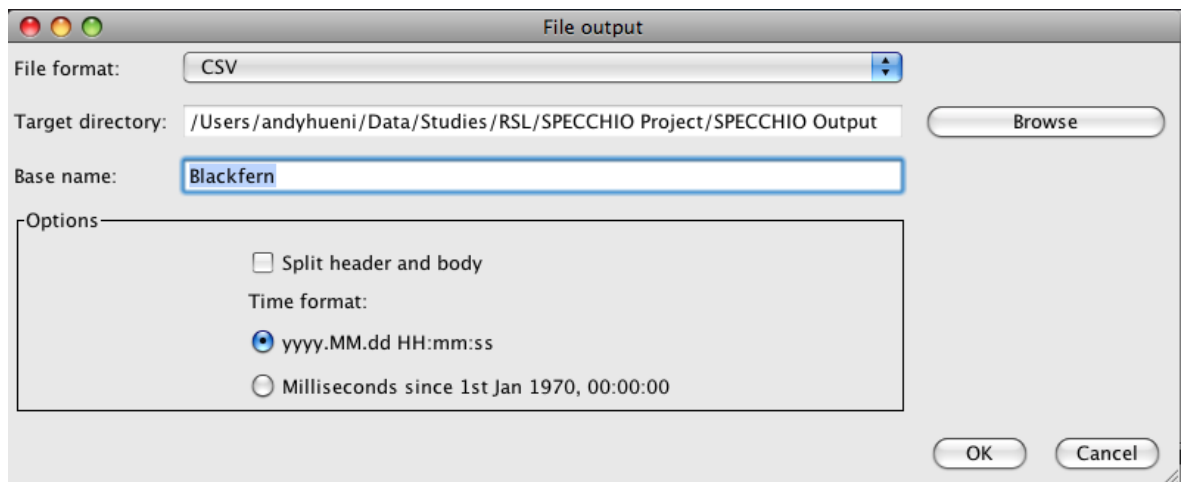 File output
File format: CSV
Target directory: /Users/andyhueni/Data/Studies/RSL/SPECCHIO Project/SPECCHIO Output Browse
Base name: Blackfern
Options
Split header and body
Time format:
yyyy.MM.dd HH:mm:ss
Milliseconds since 1st Jan 1970, 00:00:00
OK Cancel